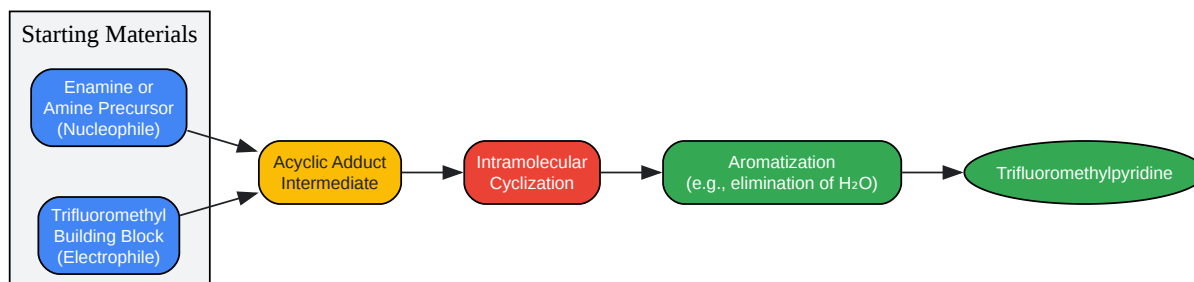 Starting Materials
Enamine or
Amine Precursor
(Nucleophile)
Trifluoromethyl
Building Block
(Electrophile)
Acyclic Adduct
Intermediate
Intramolecular
Cyclization
Aromatization
(e.g., elimination of H₂O)
Trifluoromethylpyridine